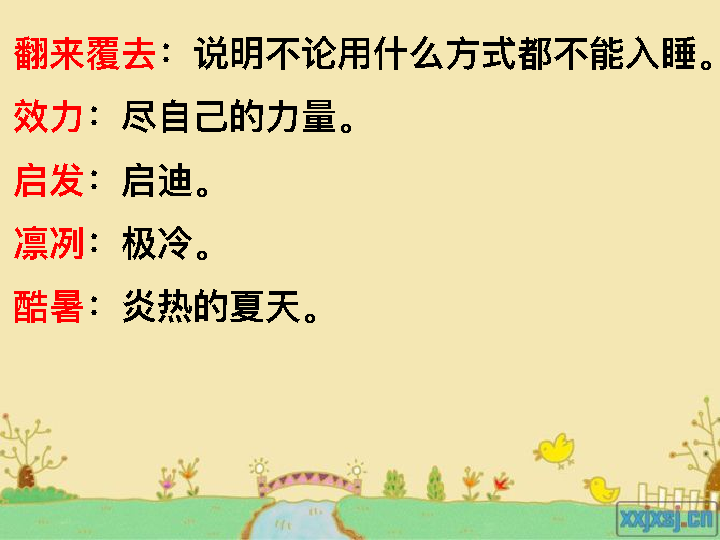 翻来覆去：说明不论用什么方式都不能入睡。
效力：尽自己的力量。
启发：启迪。
凛冽：极冷。
酷暑：炎热的夏天。
xxjxsj.cn